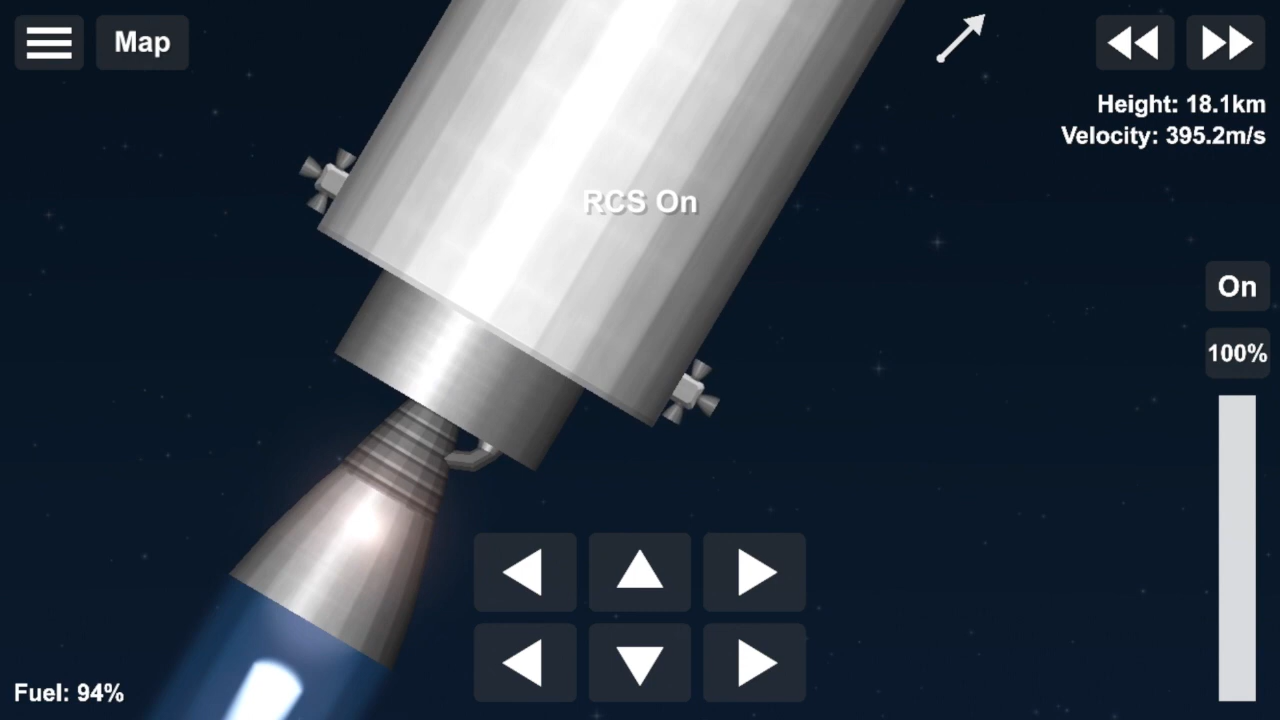 Map
Height: 18.1km
Velocity: 395.2m/s
RCS On
On
100%
Fuel: 94%